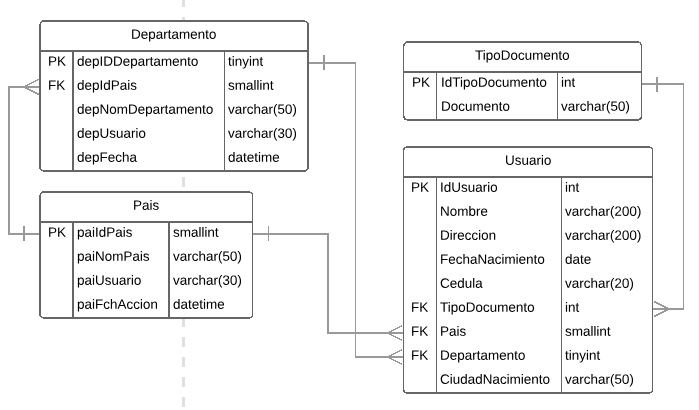 Departamento
PK depIDDepartamento tinyint
FK depIdPais smallint
depNomDepartamento varchar(50)
depUsuario varchar(30)
depFecha datetime
Pais
PK paiIdPais smallint
paiNomPais varchar(50)
paiUsuario varchar(30)
paiFchAccion datetime
TipoDocumento
PK IdTipoDocumento int
Documento varchar(50)
Usuario
PK IdUsuario int
Nombre varchar(200)
Direccion varchar(200)
FechaNacimiento date
Cedula varchar(20)
FK TipoDocumento int
FK Pais smallint
FK Departamento tinyint
CiudadNacimiento varchar(50)